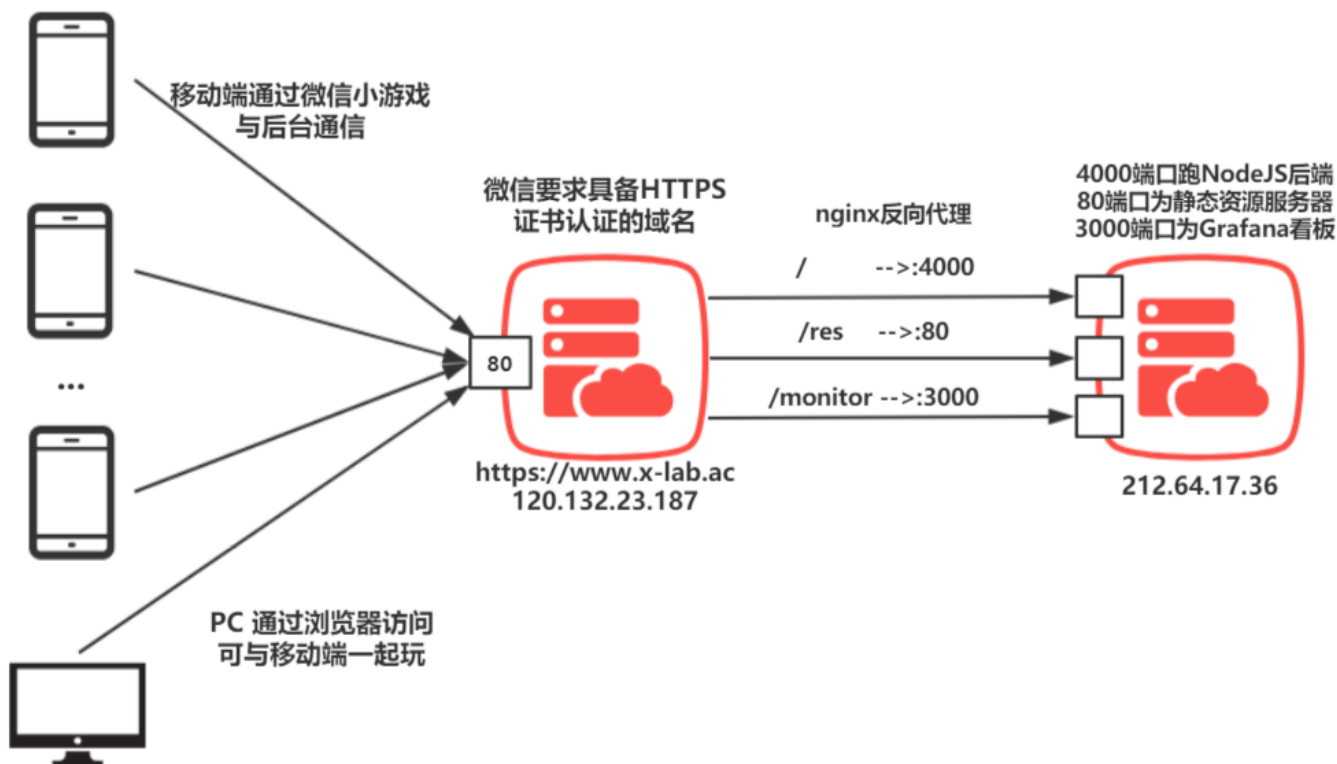 移动端通过微信小游戏
与后台通信
微信要求具备HTTPS
证书认证的域名
nginx反向代理
4000端口跑NodeJS后端
80端口为静态资源服务器
3000端口为Grafana看板
/ -->:4000
/res -->:80
/monitor -->:3000
80
...
https://www.x-lab.ac
120.132.23.187
212.64.17.36
PC 通过浏览器访问
可与移动端一起玩